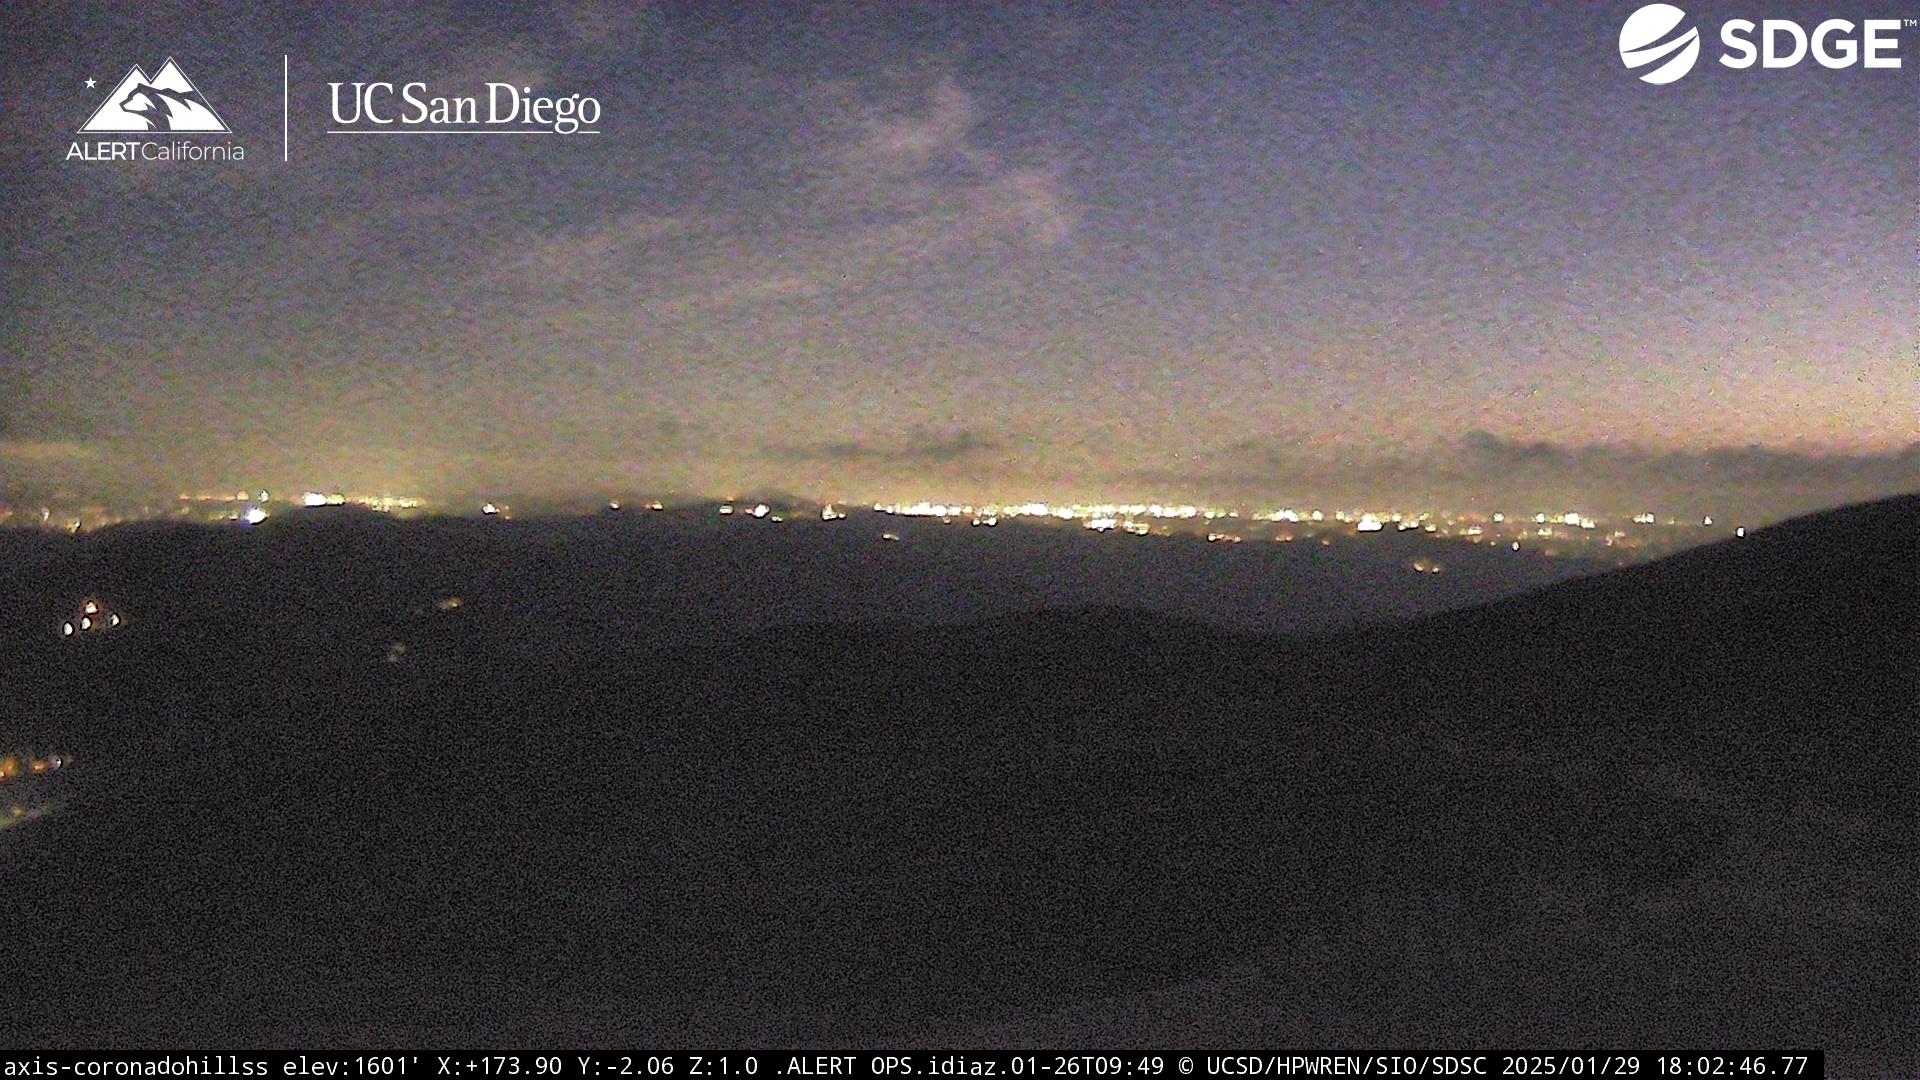 SDGE™
ALERTCalifornia
UC San Diego
axis-coronadohillss elev:1601' X:+173.90 Y:-2.06 Z:1.0 .ALERT OPS.idiaz.01-26T09:49 © UCSD/HPWREN/SIO/SDSC 2025/01/29 18:02:46.77